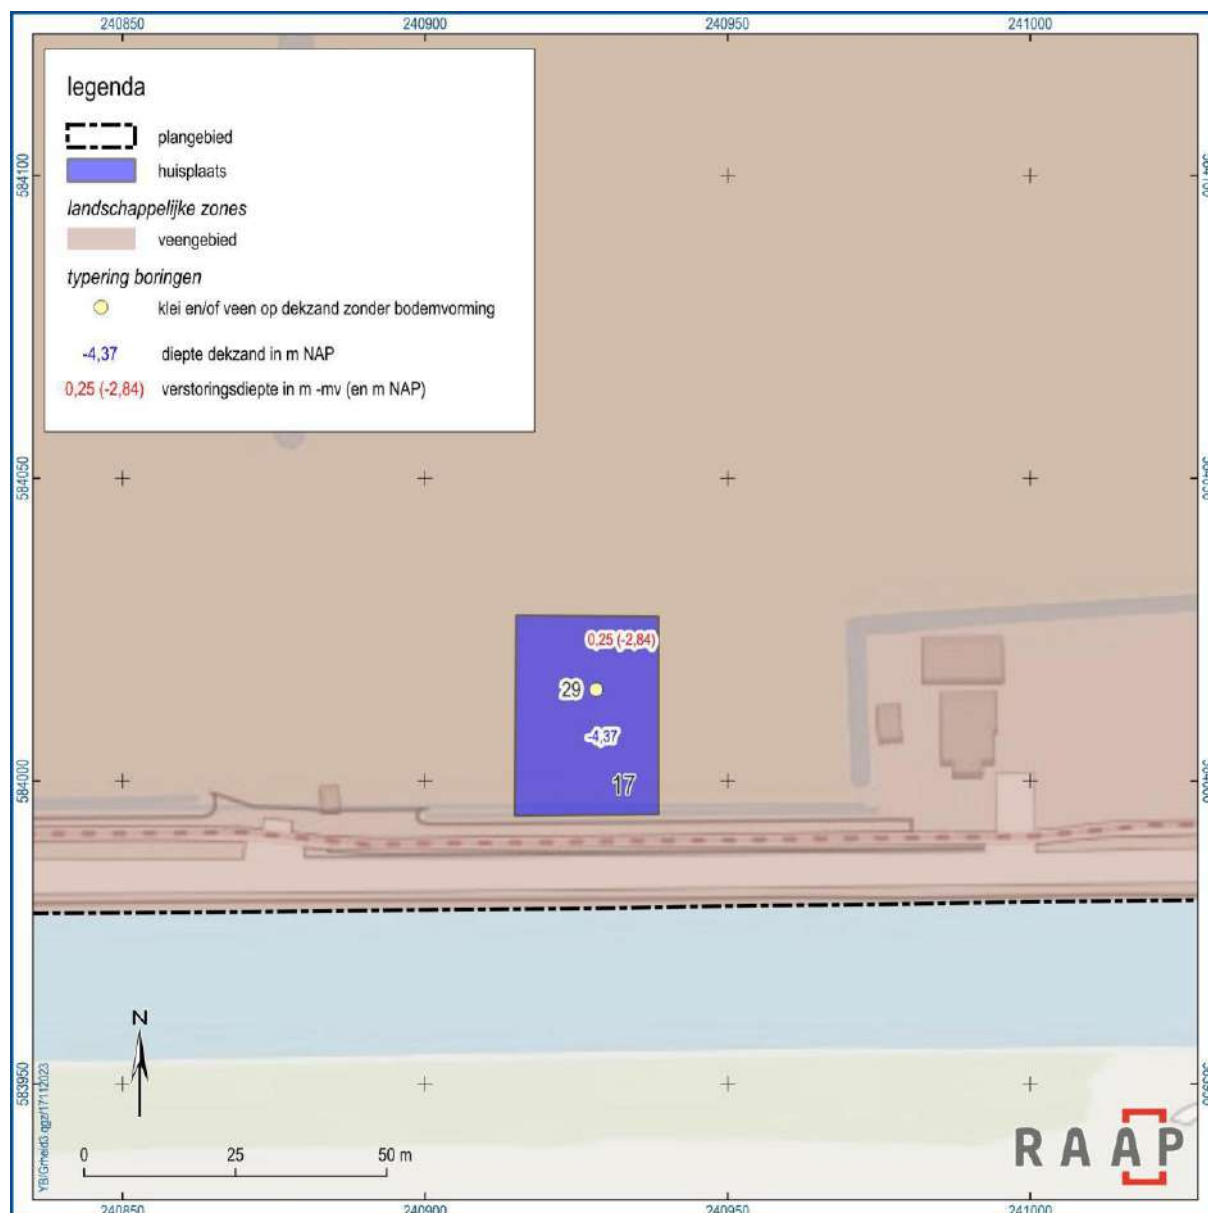 240850 240900 240950 241000
legenda
plangebied
huisplaats
landschappelijke zones
veengebied
typering boringen
klei en/of veen op dekzand zonder bodemvorming
-4,37 diepte dekzand in m NAP
0,25 (-2,84) verstoringsdiepte in m -mv (en m NAP)
584100
584050
584000
583950
0,25 (-2,84)
29
-4,37
17
N
0 25 50 m
RAAP
240850 240900 240950 241000